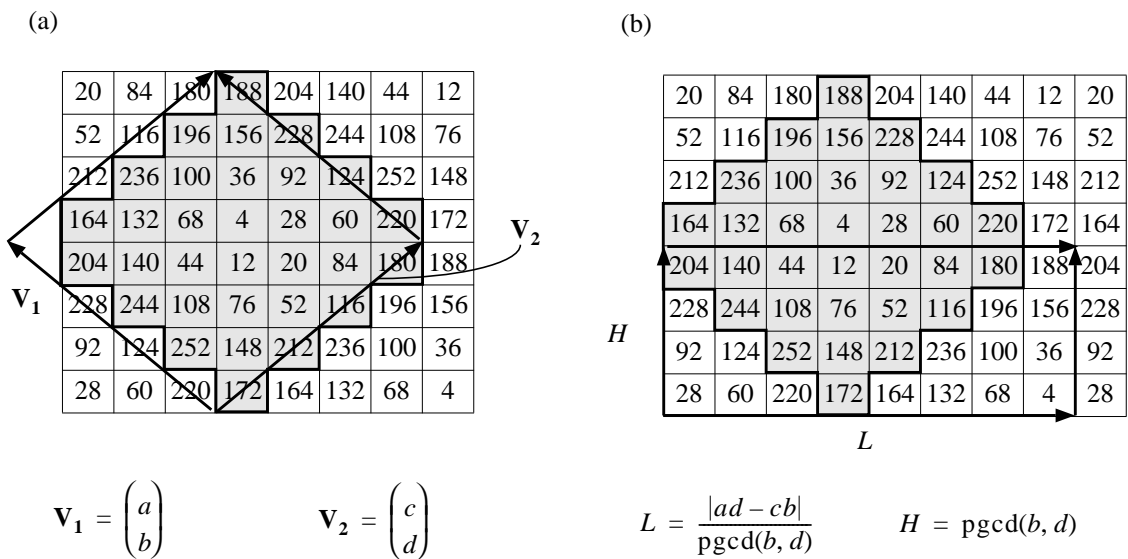 (a)
20 84 180 188 204 140 44 12
52 116 196 156 228 244 108 76
212 236 100 36 92 124 252 148
164 132 68 4 28 60 220 172
204 140 44 12 20 84 180 188
228 244 108 76 52 116 196 156
92 124 252 148 212 236 100 36
28 60 220 172 164 132 68 4
V₁
V₂
V₁ = (a b)
V₂ = (c d)
(b)
20 84 180 188 204 140 44 12 20
52 116 196 156 228 244 108 76 52
212 236 100 36 92 124 252 148 212
164 132 68 4 28 60 220 172 164
204 140 44 12 20 84 180 188 204
228 244 108 76 52 116 196 156 228
92 124 252 148 212 236 100 36 92
28 60 220 172 164 132 68 4 28
H
L
L = |ad – cb| / pgcd(b, d)
H = pgcd(b, d)